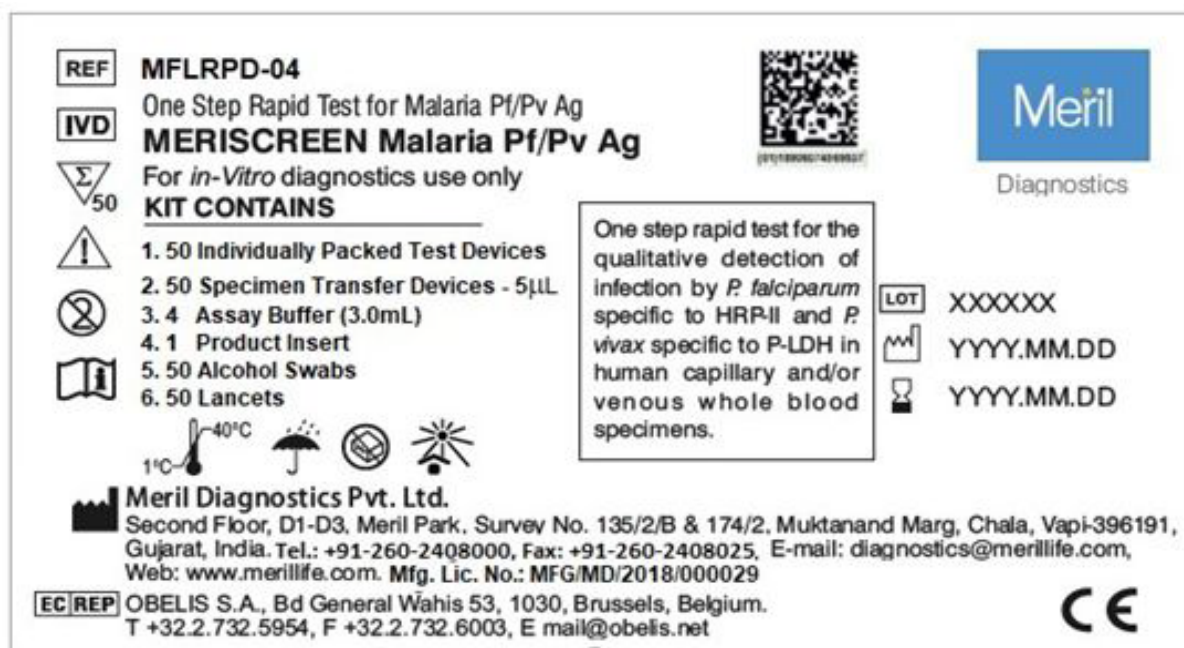 REF MFLRPD-04
One Step Rapid Test for Malaria Pf/Pv Ag
IVD
MERISCREEN Malaria Pf/Pv Ag
Σ 50
For in-Vitro diagnostics use only
KIT CONTAINS
1. 50 Individually Packed Test Devices
2. 50 Specimen Transfer Devices - 5µL
3. 4 Assay Buffer (3.0mL)
4. 1 Product Insert
5. 50 Alcohol Swabs
6. 50 Lancets
2
i
1°C 40°C
Meril
Diagnostics
One step rapid test for the
qualitative detection of
infection by P. falciparum
specific to HRP-II and P.
vivax specific to P-LDH in
human capillary and/or
venous whole blood
specimens.
LOT XXXXXX
YYYY.MM.DD
YYYY.MM.DD
Meril Diagnostics Pvt. Ltd.
Second Floor, D1-D3, Meril Park, Survey No. 135/2/B & 174/2, Muktanand Marg, Chala, Vapi-396191,
Gujarat, India. Tel.: +91-260-2408000, Fax: +91-260-2408025, E-mail: diagnostics@merillife.com,
Web: www.merillife.com. Mfg. Lic. No.: MFG/MD/2018/000029
EC REP OBELIS S.A., Bd General Wahis 53, 1030, Brussels, Belgium.
T +32.2.732.5954, F +32.2.732.6003, E mail@obelis.net
CE